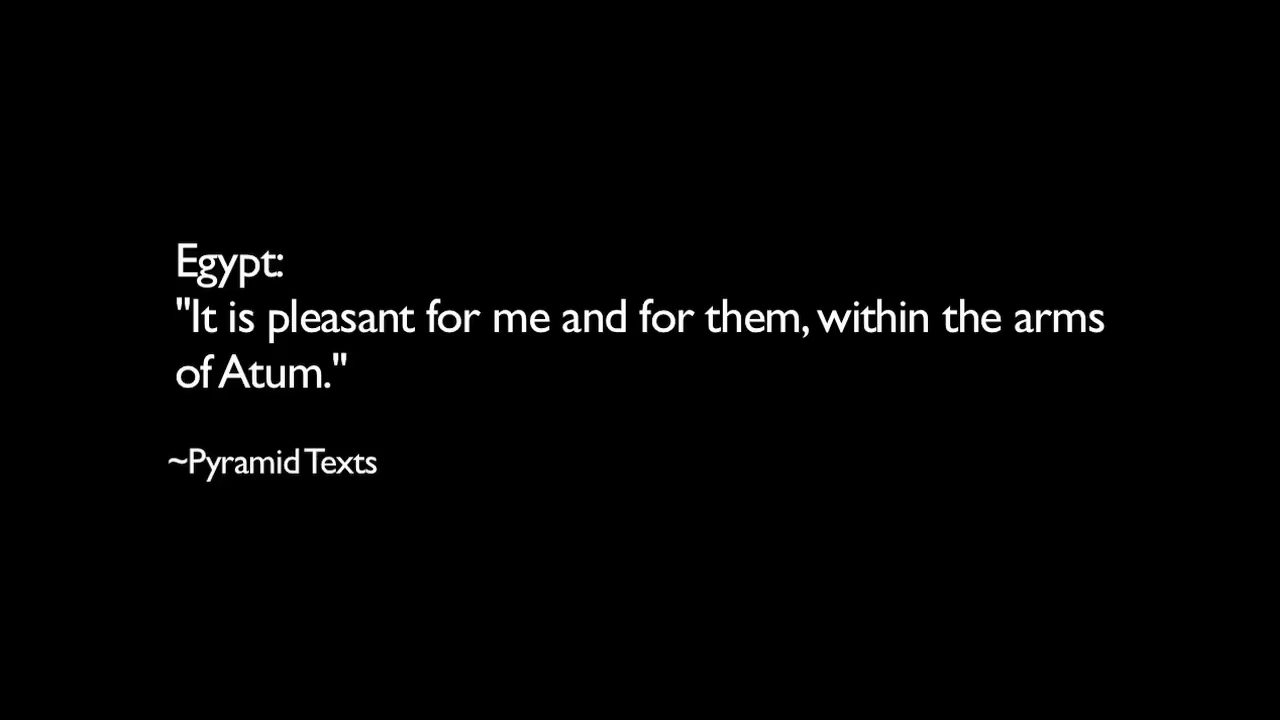 Egypt:
"It is pleasant for me and for them, within the arms
of Atum."
~Pyramid Texts